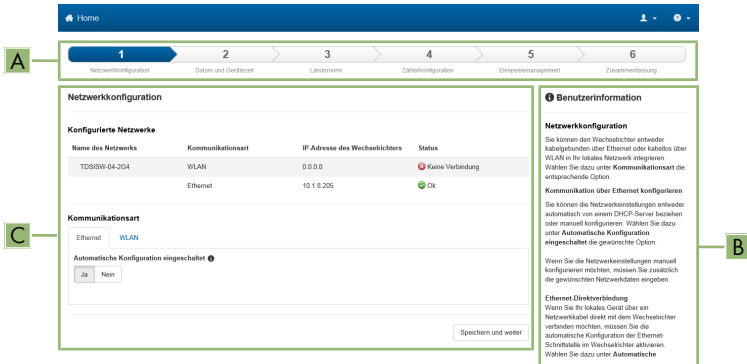 Home
A
1 2 3 4 5 6
Netzwerkkonfiguration Datum und Gerätezeit Ländernorm Zählerkonfiguration Einspeisemanagement Zusammenfassung
Netzwerkkonfiguration
Konfigurierte Netzwerke
Name des Netzwerks Kommunikationsart IP-Adresse des Wechselrichters Status
TDSISW-04-2G4 WLAN 0.0.0.0 Keine Verbindung
Ethernet 10.1.8.205 Ok
C
Kommunikationsart
Ethernet WLAN
Automatische Konfiguration eingeschaltet
Ja Nein
Speichern und weiter
Benutzerinformation
Netzwerkkonfiguration
Sie können den Wechselrichter entweder
kabelgebunden über Ethernet oder kabellos über
WLAN in Ihr lokales Netzwerk integrieren.
Wählen Sie dazu unter Kommunikationsart die
entsprechende Option.
Kommunikation über Ethernet konfigurieren
Sie können die Netzwerkeinstellungen entweder
automatisch von einem DHCP-Server beziehen
oder manuell konfigurieren. Wählen Sie dazu
unter Automatische Konfiguration
eingeschaltet die gewünschte Option.
B
Wenn Sie die Netzwerkeinstellungen manuell
konfigurieren möchten, müssen Sie zusätzlich
die gewünschten Netzwerkdaten eingeben.
Ethernet-Direktverbindung
Wenn Sie Ihr lokales Gerät über ein
Netzwerkkabel direkt mit dem Wechselrichter
verbinden möchten, müssen Sie die
automatische Konfiguration der Ethernet-
Schnittstelle im Wechselrichter aktivieren.
Wählen Sie dazu unter Automatische